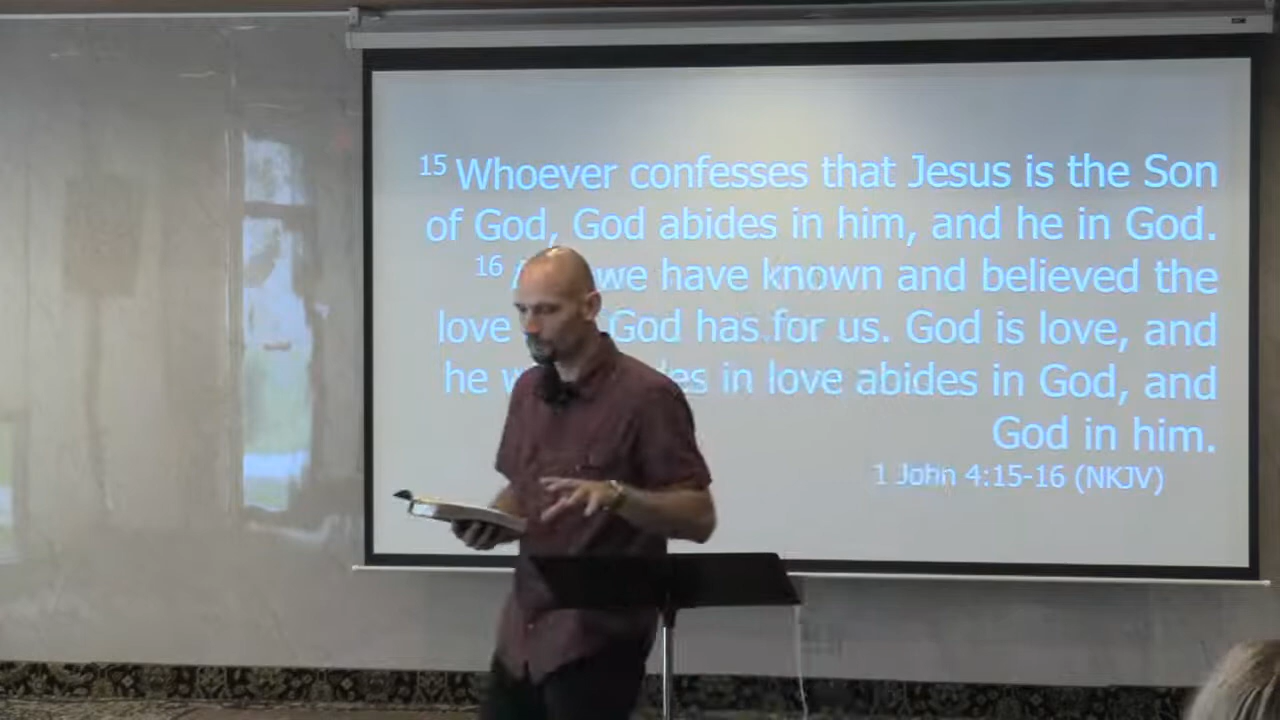 15 Whoever confesses that Jesus is the Son
of God, God abides in him, and he in God.
16 we have known and believed the
love God has for us. God is love, and
he in love abides in God, and
God in him.
1 John 4:15-16 (NKJV)